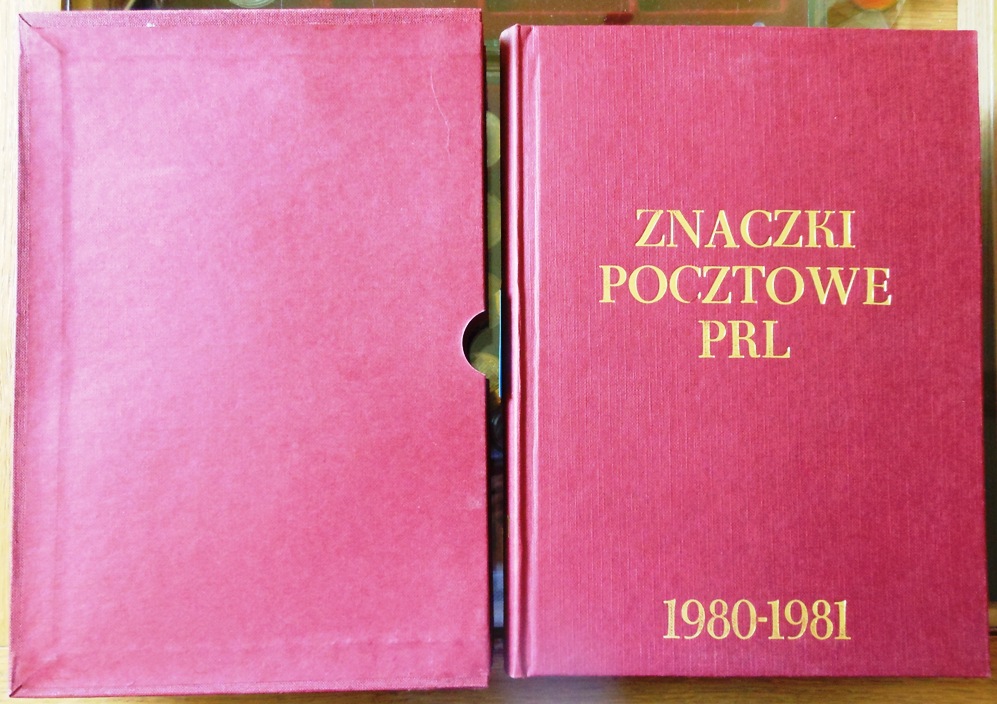 ZNACZKI
POCZTOWE
PRL
1980-1981